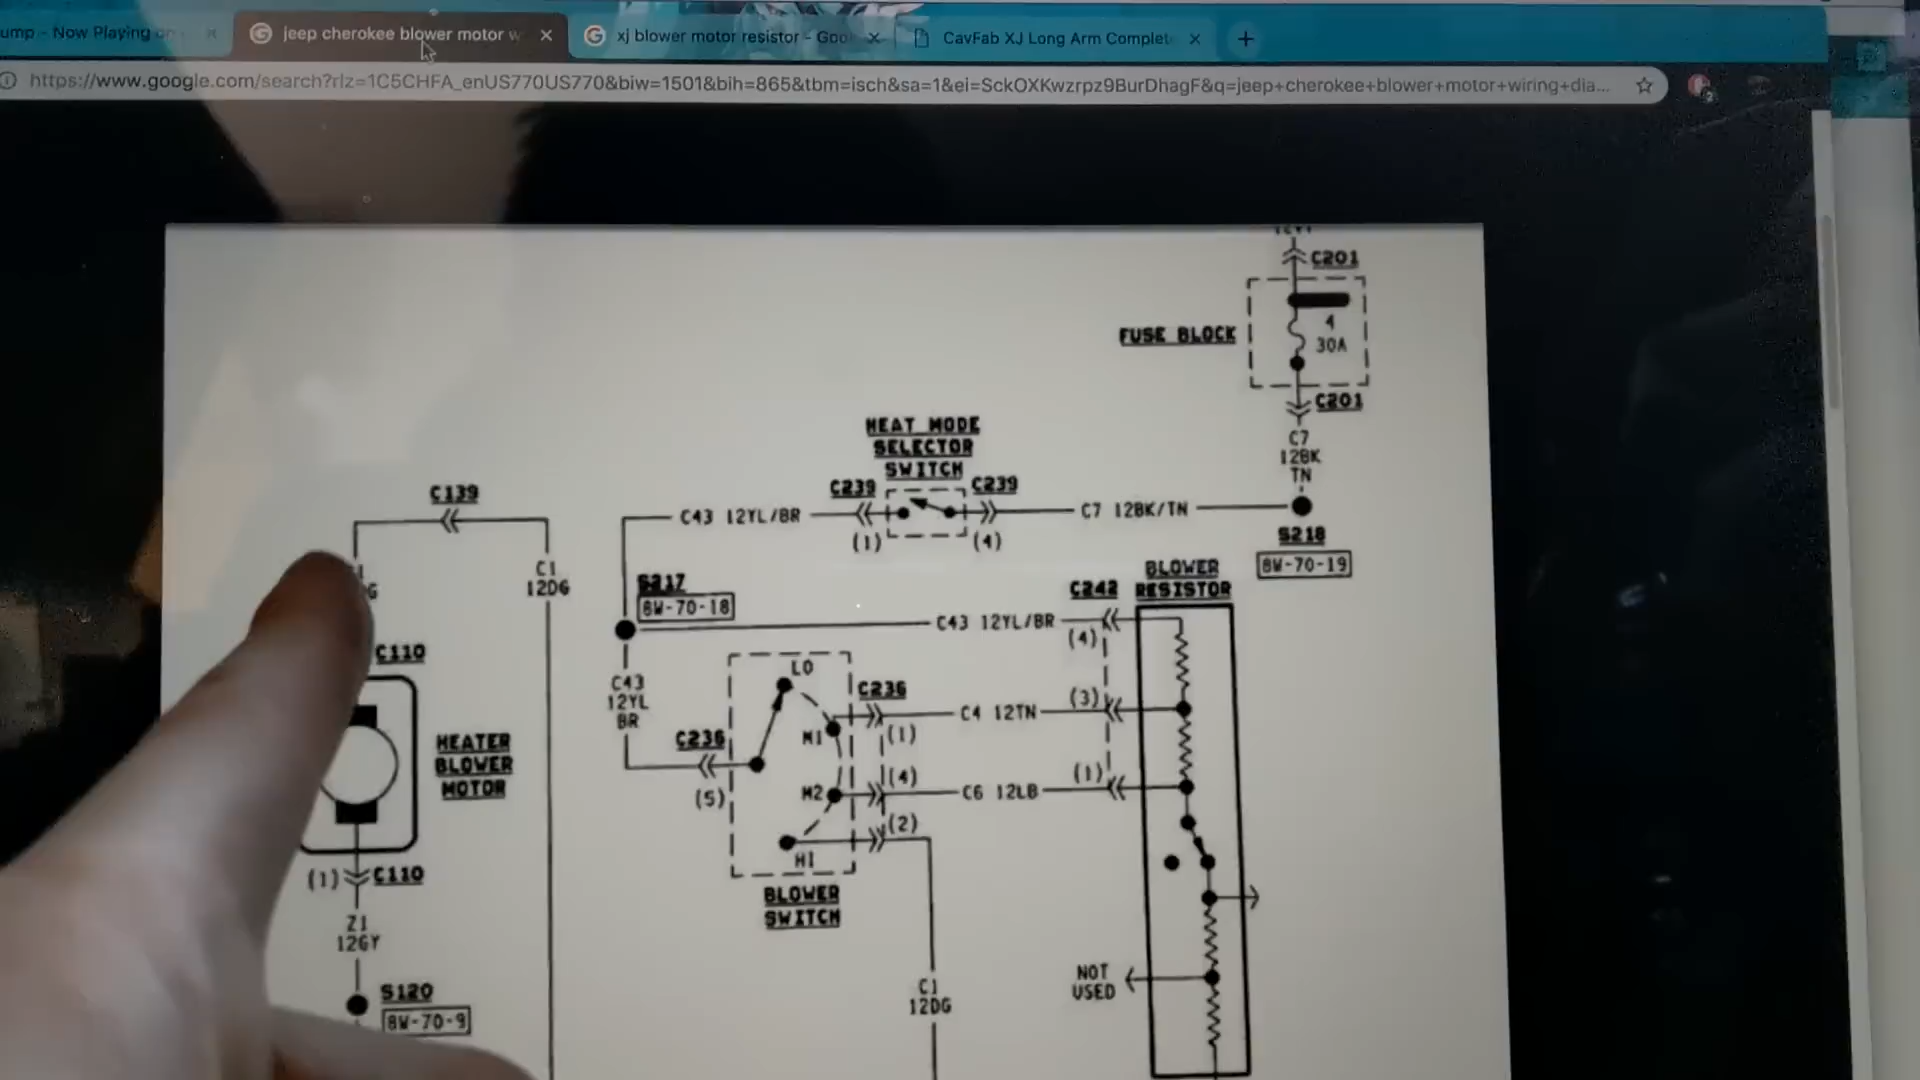 ump - Now Playing on
jeep cherokee blower motor w
xj blower motor resistor - Goo
CavFab XJ Long Arm Complet
https://www.google.com/search?rlz=1C5CHFA_enUS770US770&biw=1501&bih=865&tbm=isch&sa=1&ei=SckOXKwzrpz9BurDhagF&q=jeep+cherokee+blower+motor+wiring+dia...
C201
FUSE BLOCK
4
30A
C201
C7
12BK
TN
HEAT MODE
SELECTOR
SWITCH
C239
C239
C139
C43 12YL/BR
C7 12BK/TN
(1)
(4)
S218
8W-70-19
C1
12DG
G
S217
8W-70-18
C242
BLOWER
RESISTOR
C43 12YL/BR
(4)
C110
LO
C43
12YL
BR
C236
C4 12TN
(3)
M1
(1)
C236
HEATER
BLOWER
MOTOR
(5)
M2
(4)
C6 12LB
(1)
(2)
HI
(1)
C110
BLOWER
SWITCH
Z1
12GY
NOT
USED
S120
8W-70-9
C1
12DG